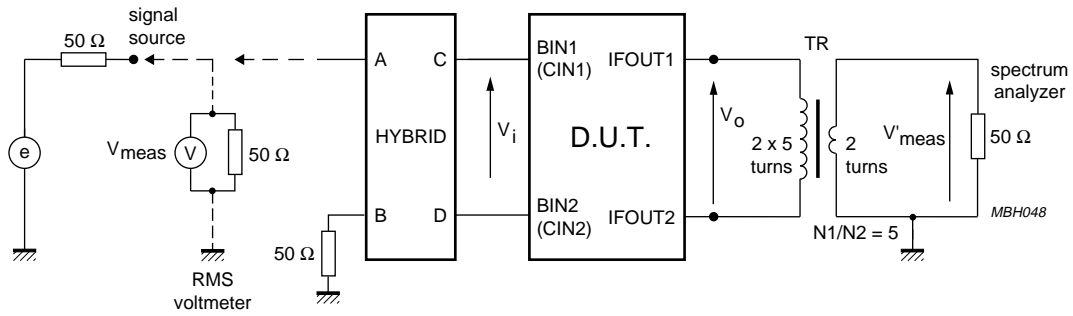 signal
source
50 Ω
e
Vmeas
V
50 Ω
RMS
voltmeter
A
C
HYBRID
B
D
50 Ω
Vi
BIN1
(CIN1)
IFOUT1
D.U.T.
BIN2
(CIN2)
IFOUT2
Vo
TR
2 x 5
turns
2
turns
N1/N2 = 5
V'meas
spectrum
analyzer
50 Ω
MBH048